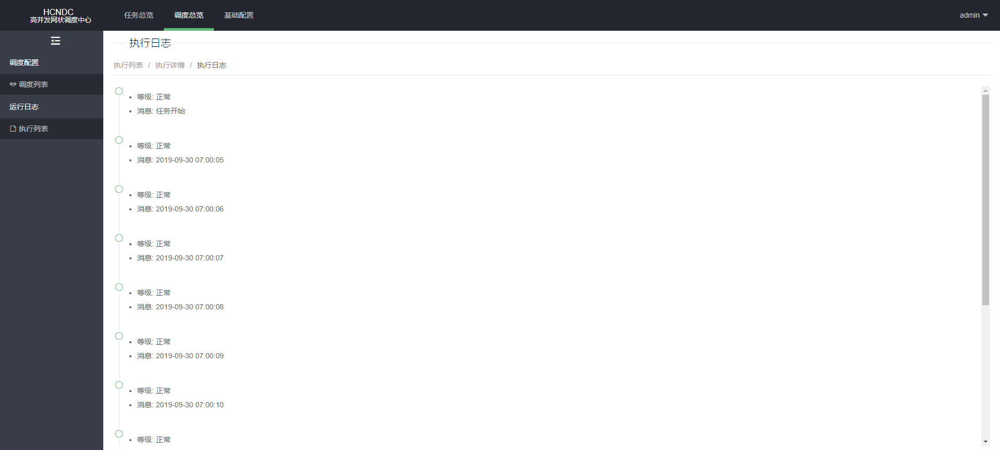 HCNDC
高并发网状调度中心
任务总览 调度总览 基础配置
admin
调度配置
调度列表
运行日志
执行列表
执行日志
执行列表 / 执行详情 / 执行日志
等级: 正常
消息: 任务开始
等级: 正常
消息: 2019-09-30 07:00:05
等级: 正常
消息: 2019-09-30 07:00:06
等级: 正常
消息: 2019-09-30 07:00:07
等级: 正常
消息: 2019-09-30 07:00:08
等级: 正常
消息: 2019-09-30 07:00:09
等级: 正常
消息: 2019-09-30 07:00:10
等级: 正常